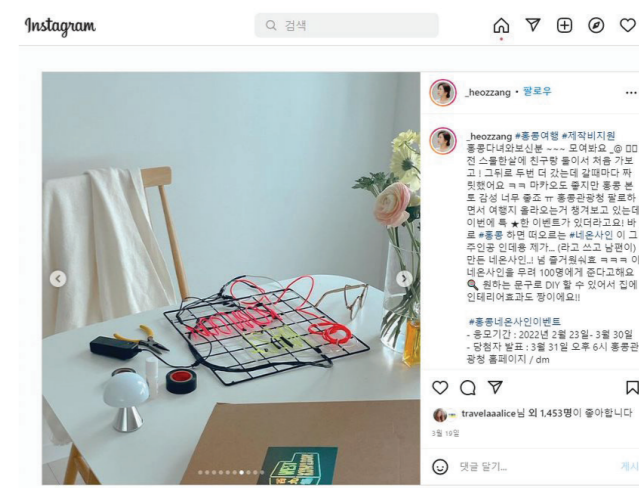 Instagram
검색
_heozzang • 팔로우
_heozzang #홍콩여행 #제작비지원
홍콩다녀와보신분 ~~~ 모여봐요 _@
전 스물한살에 친구랑 둘이서 처음 가보
고 ! 그뒤로 두번 더 갔는데 갈때마다 짜
릿했어요 ㅋㅋ 마카오도 좋지만 홍콩 본
토 감성 너무 좋죠 ㅠ 홍콩관광청 팔로하
면서 여행지 올라오는거 챙겨보고 있는데
이번에 특 ★한 이벤트가 있더라고요! 바
로 #홍콩 하면 떠오르는 #네온사인 이 그
주인공 인데용 제가... (라고 쓰고 남편이)
만든 네온사인..! 넘 즐거웠숴효 ㅋㅋㅋ 이
네온사인을 무려 100명에게 준다고해요
🔍 원하는 문구로 DIY 할 수 있어서 집에
인테리어효과도 짱이에요!!
#홍콩네온사인이벤트
- 응모기간 : 2022년 2월 23일- 3월 30일
- 당첨자 발표 : 3월 31일 오후 6시 홍콩관
광청 홈페이지 / dm
travelaaalice님 외 1,453명이 좋아합니다
3월 19일
댓글 달기...
게시